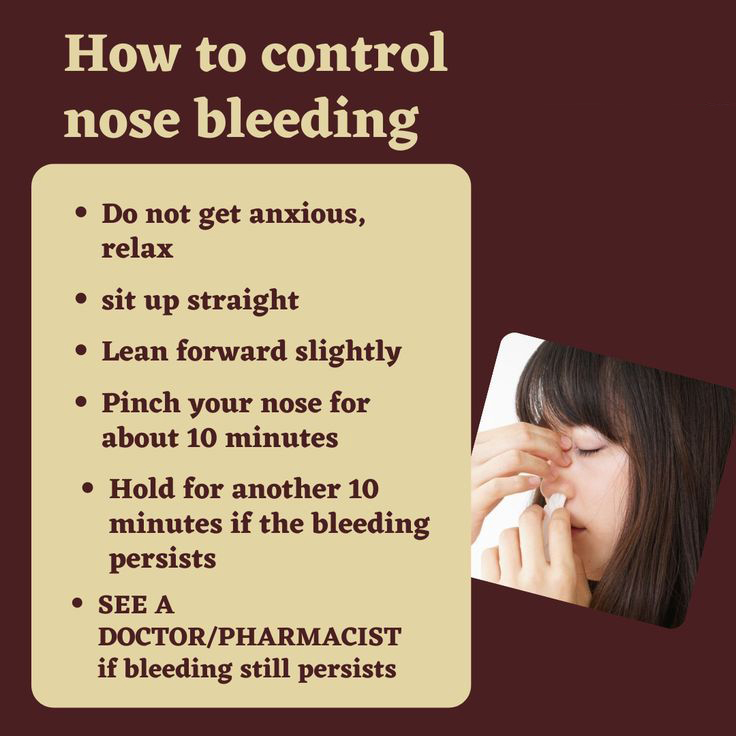 How to control
nose bleeding
• Do not get anxious,
relax
• sit up straight
• Lean forward slightly
• Pinch your nose for
about 10 minutes
• Hold for another 10
minutes if the bleeding
persists
• SEE A
DOCTOR/PHARMACIST
if bleeding still persists